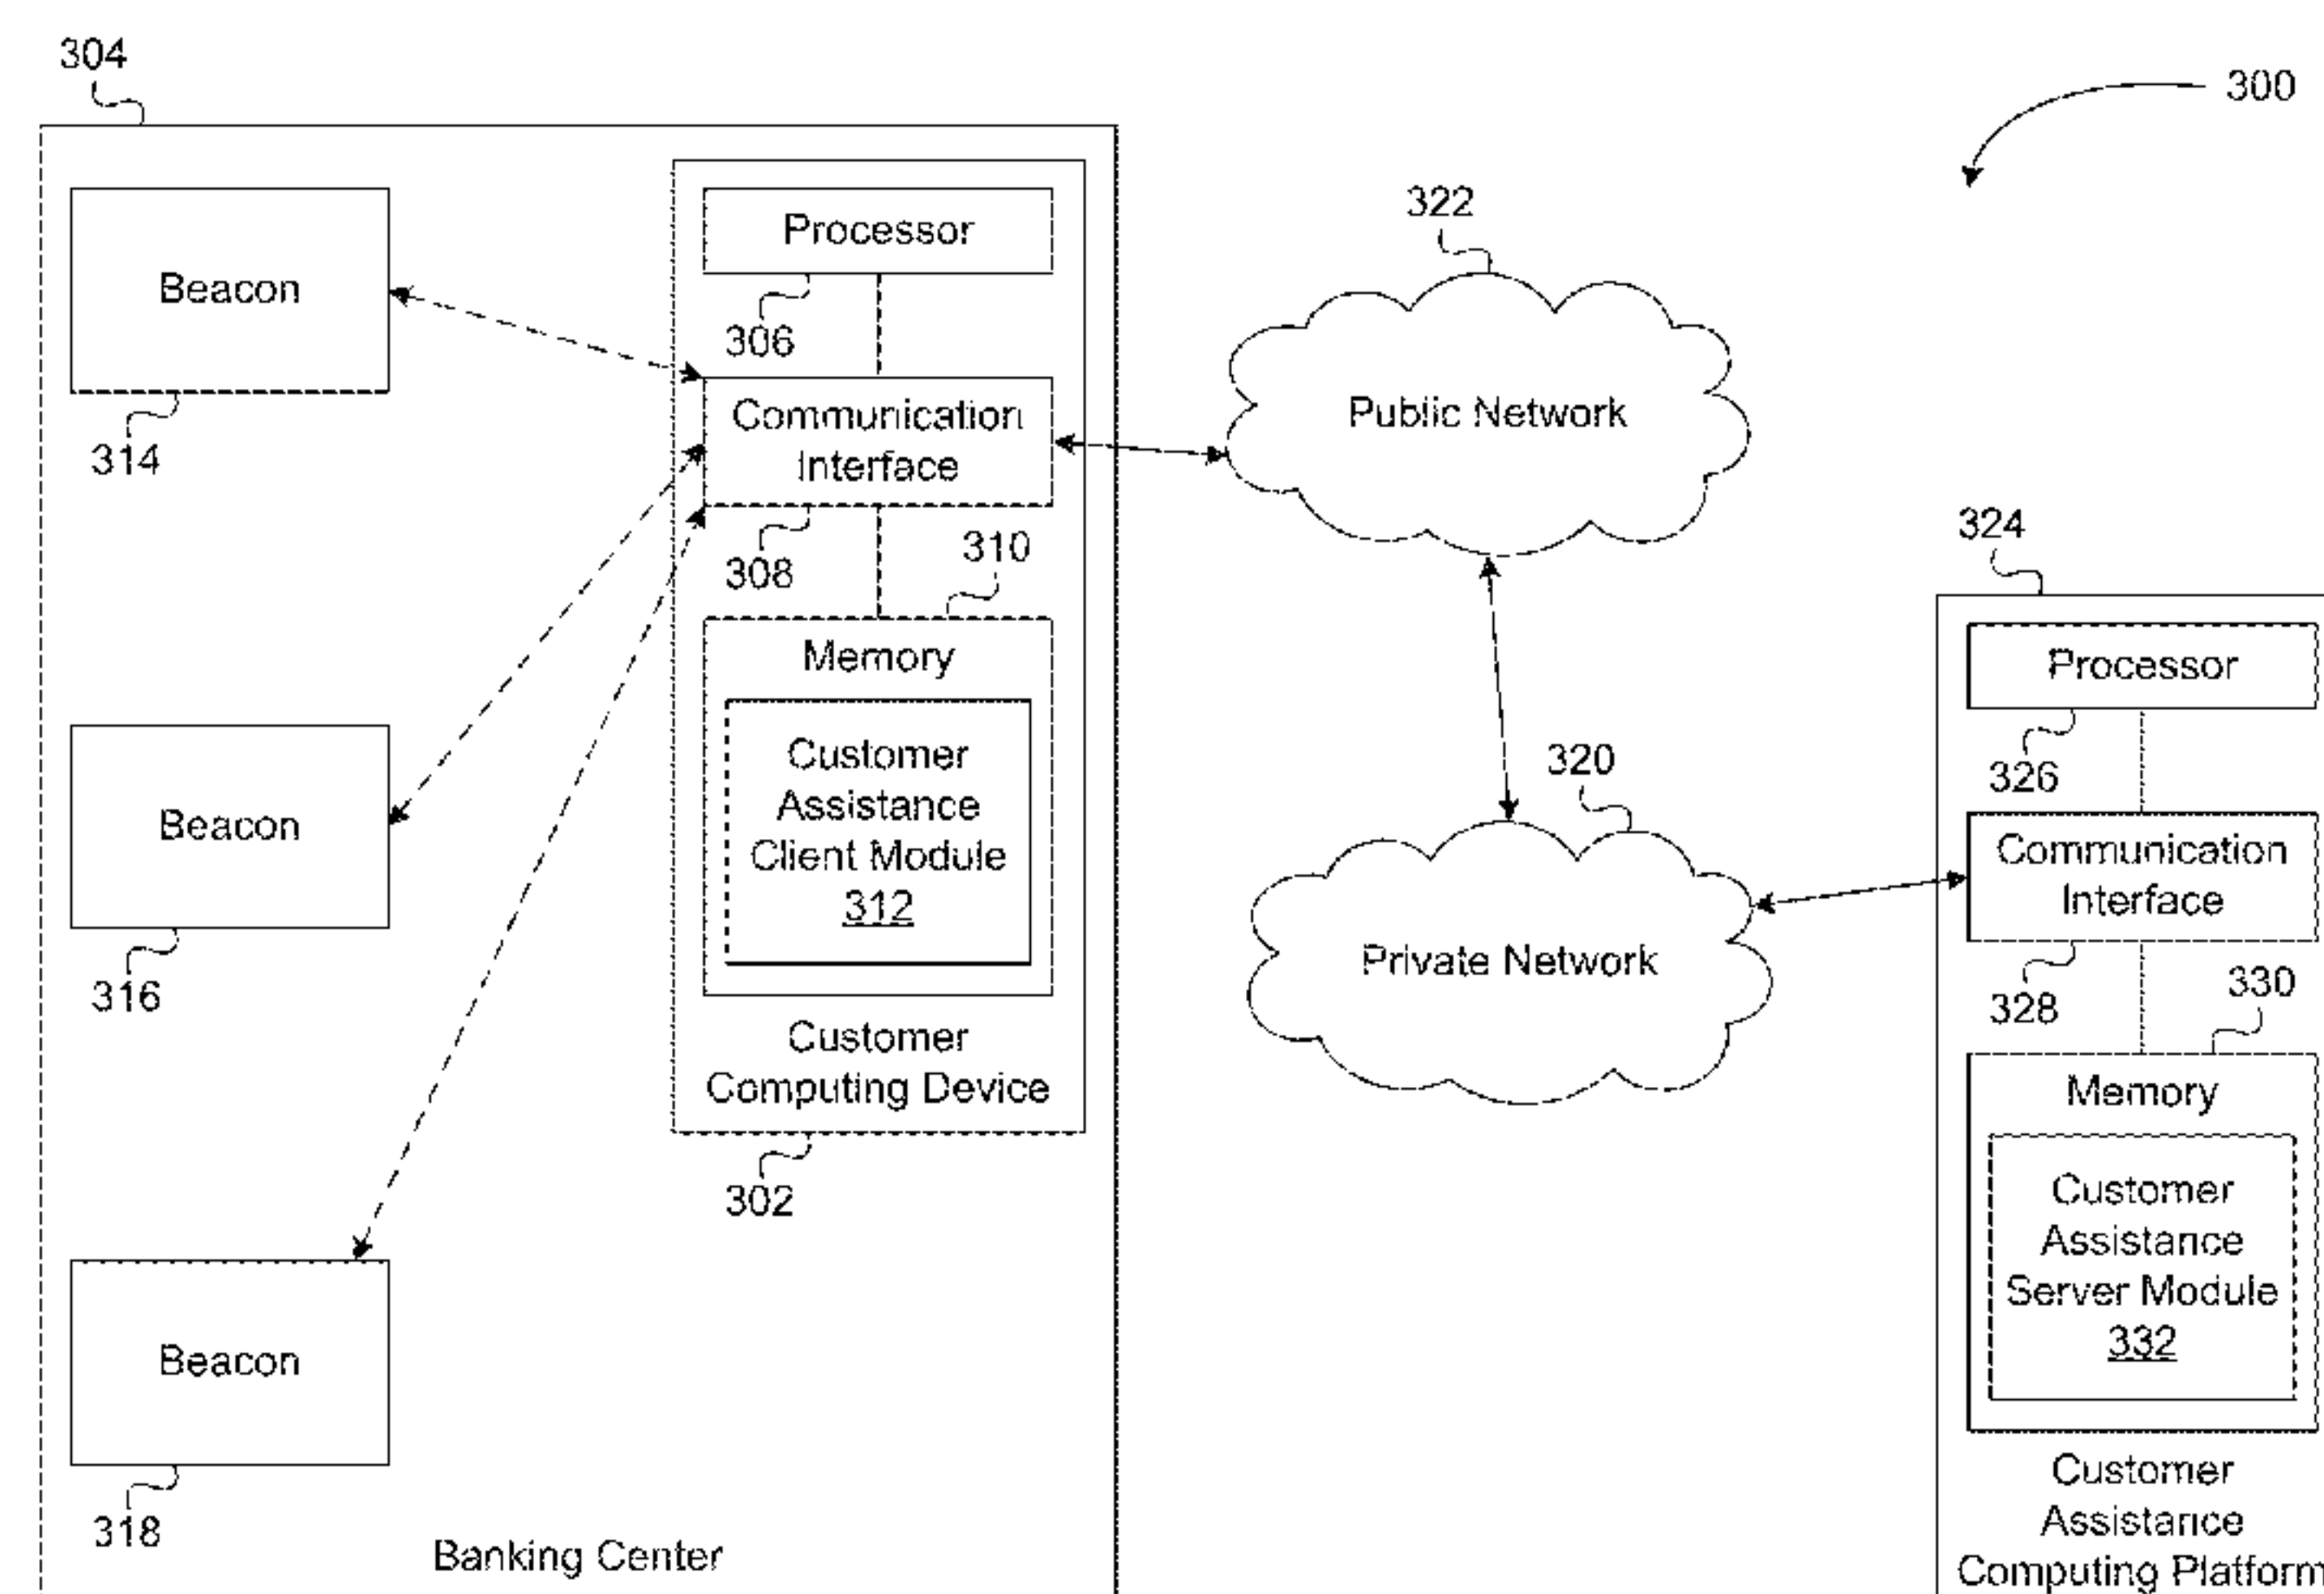 304
300
Processor
322
Beacon
306
Communication
Interface
Public Network
314
308
310
324
Memory
Processor
Customer
Assistance
Client Module
312
320
326
Beacon
Communication
Interface
Private Network
316
328
330
Customer
Computing Device
Memory
302
Customer
Assistance
Server Module
332
Beacon
318
Banking Center
Customer
Assistance
Computing Platform